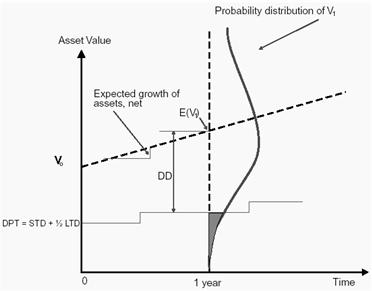 Probability distribution of V₁
Asset Value
Expected growth of
assets, net
E(V₁)
V₀
DD
DPT = STD + ½ LTD
0
1 year
Time